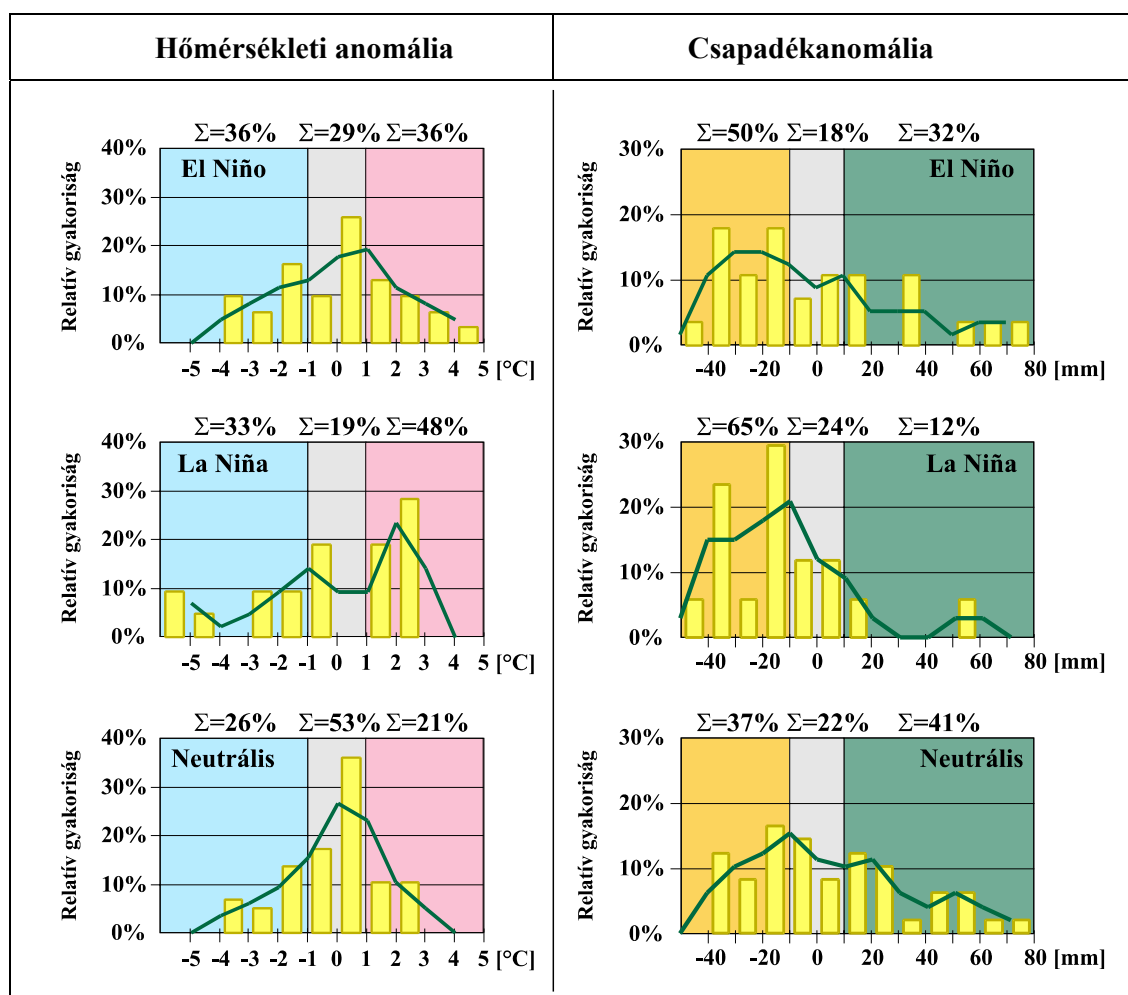 Hőmérsékleti anomália
Csapadékanomália
Σ=36% Σ=29% Σ=36%
Relatív gyakoriság
40%
30%
20%
10%
0%
El Niño
-5 -4 -3 -2 -1 0 1 2 3 4 5 [°C]
Σ=50% Σ=18% Σ=32%
Relatív gyakoriság
30%
20%
10%
0%
El Niño
-40 -20 0 20 40 60 80 [mm]
Σ=33% Σ=19% Σ=48%
Relatív gyakoriság
40%
30%
20%
10%
0%
La Niña
-5 -4 -3 -2 -1 0 1 2 3 4 5 [°C]
Σ=65% Σ=24% Σ=12%
Relatív gyakoriság
30%
20%
10%
0%
La Niña
-40 -20 0 20 40 60 80 [mm]
Σ=26% Σ=53% Σ=21%
Relatív gyakoriság
40%
30%
20%
10%
0%
Neutrális
-5 -4 -3 -2 -1 0 1 2 3 4 5 [°C]
Σ=37% Σ=22% Σ=41%
Relatív gyakoriság
30%
20%
10%
0%
Neutrális
-40 -20 0 20 40 60 80 [mm]